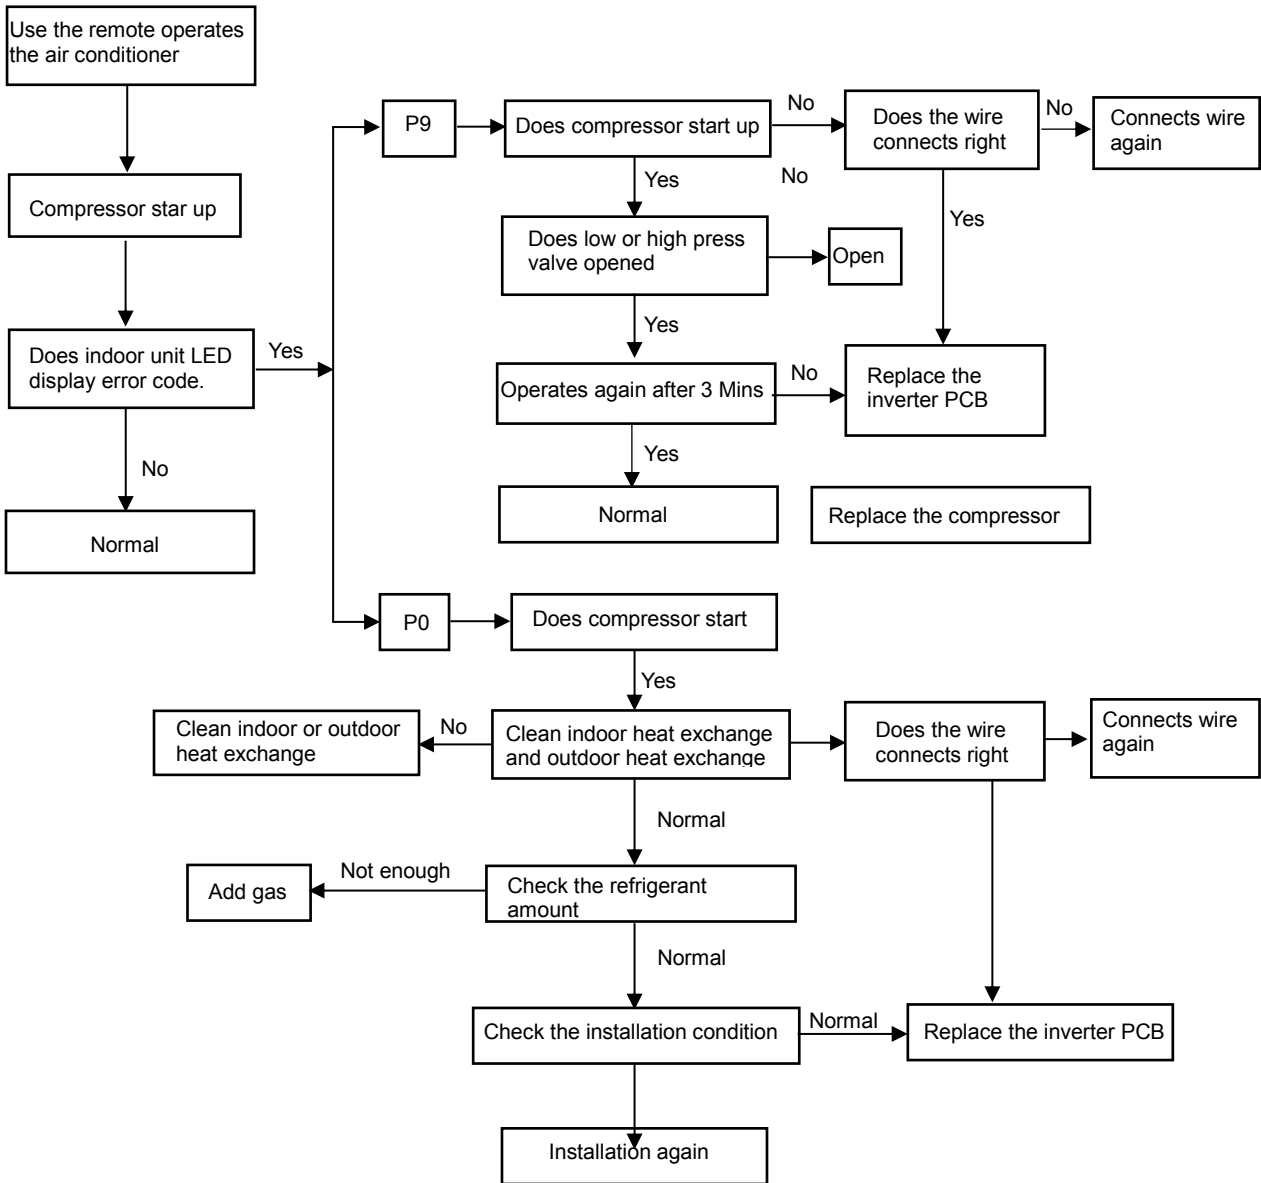 Use the remote operates
the air conditioner
Compressor star up
Does indoor unit LED
display error code.
Yes
No
Normal
P9
Does compressor start up
No
Does the wire
connects right
No
Connects wire
again
Yes
No
Yes
Does low or high press
valve opened
Open
Yes
Operates again after 3 Mins
No
Replace the
inverter PCB
Yes
Normal
Replace the compressor
P0
Does compressor start
Yes
Clean indoor or outdoor
heat exchange
No
Clean indoor heat exchange
and outdoor heat exchange
Does the wire
connects right
Connects wire
again
Normal
Add gas
Not enough
Check the refrigerant
amount
Normal
Check the installation condition
Normal
Replace the inverter PCB
Installation again